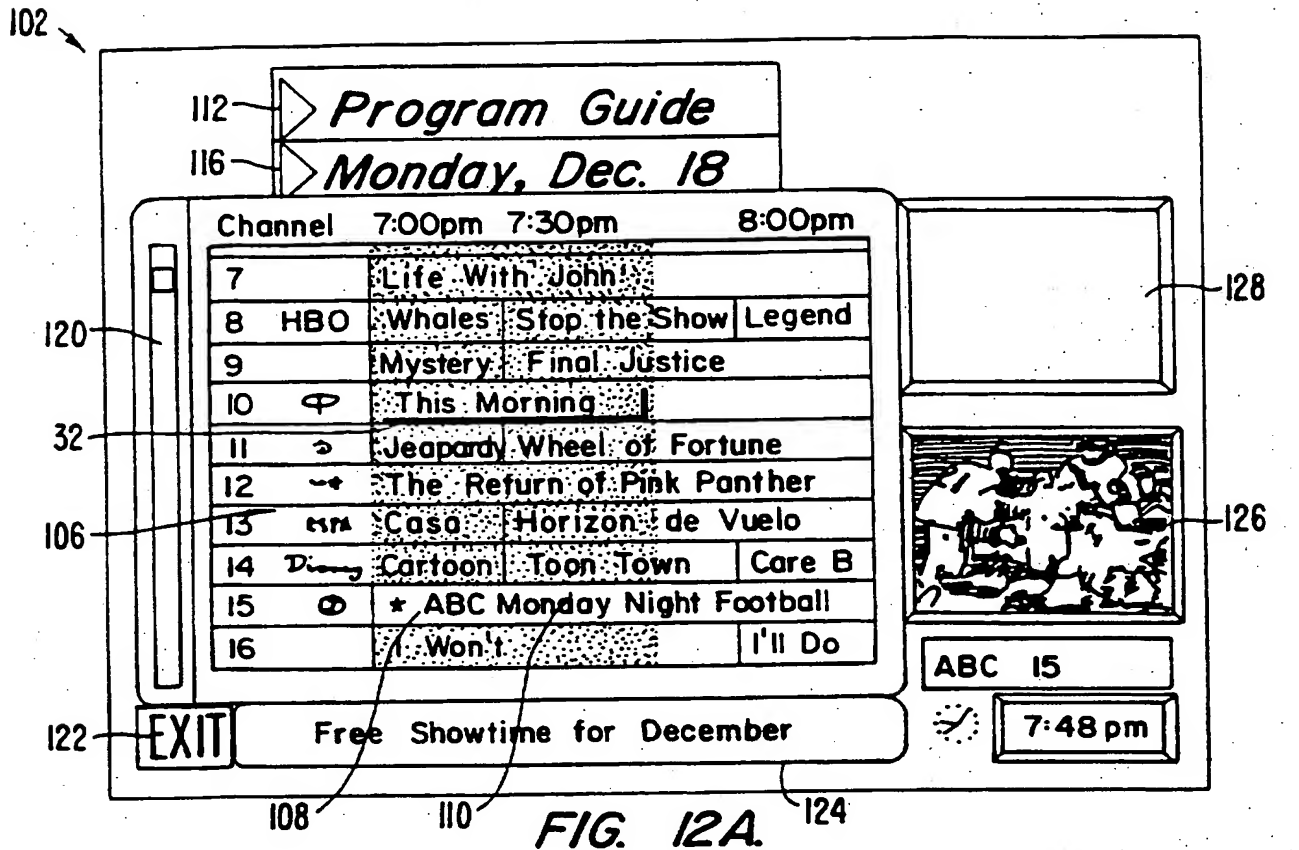 102
112 Program Guide
116 Monday, Dec. 18
Channel 7:00pm 7:30pm 8:00pm
7 Life With John
8 HBO Whales Stop the Show Legend
9 Mystery Final Justice
10 This Morning
11 Jeapardy Wheel of Fortune
12 The Return of Pink Panther
13 Casa Horizon de Vuelo
14 Disney Cartoon Toon Town Care B
15 * ABC Monday Night Football
16 I Won't I'll Do
128
120
32
106
126
ABC 15
7:48 pm
122 EXIT Free Showtime for December
108 110 124
FIG. 12A.